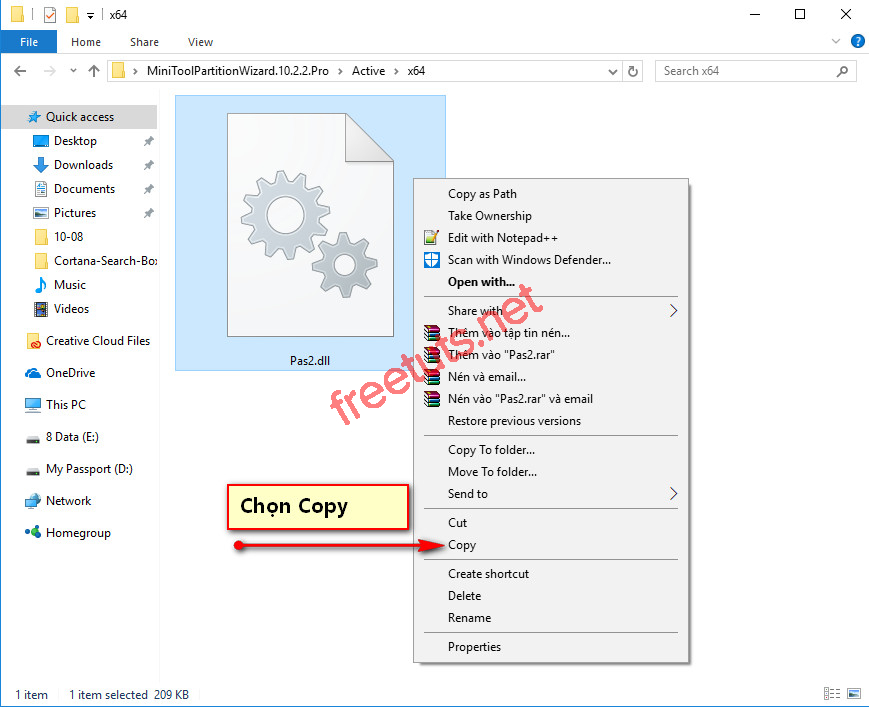 x64
File
Home
Share
View
MiniToolPartitionWizard.10.2.2.Pro
Active
x64
Search x64
Quick access
Desktop
Downloads
Documents
Pictures
10-08
Cortana-Search-Box
Music
Videos
Creative Cloud Files
OneDrive
This PC
8 Data (E:)
My Passport (D:)
Network
Homegroup
Pas2.dll
Copy as Path
Take Ownership
Edit with Notepad++
Scan with Windows Defender...
Open with...
Share with
Thêm vào tập tin nén...
Thêm vào "Pas2.rar"
Nén và email...
Nén vào "Pas2.rar" và email
Restore previous versions
Copy To folder...
Move To folder...
Send to
Cut
Copy
Create shortcut
Delete
Rename
Properties
Chọn Copy
freetuts.net
1 item
1 item selected 209 KB